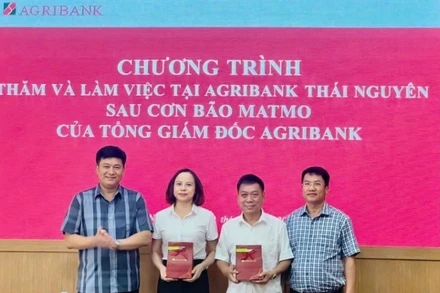 AGRIBANK
CHƯƠNG TRÌNH
THĂM VÀ LÀM VIỆC TẠI AGRIBANK THÁI NGUYÊN
SAU CƠN BÃO MATMO
CỦA TỔNG GIÁM ĐỐC AGRIBANK